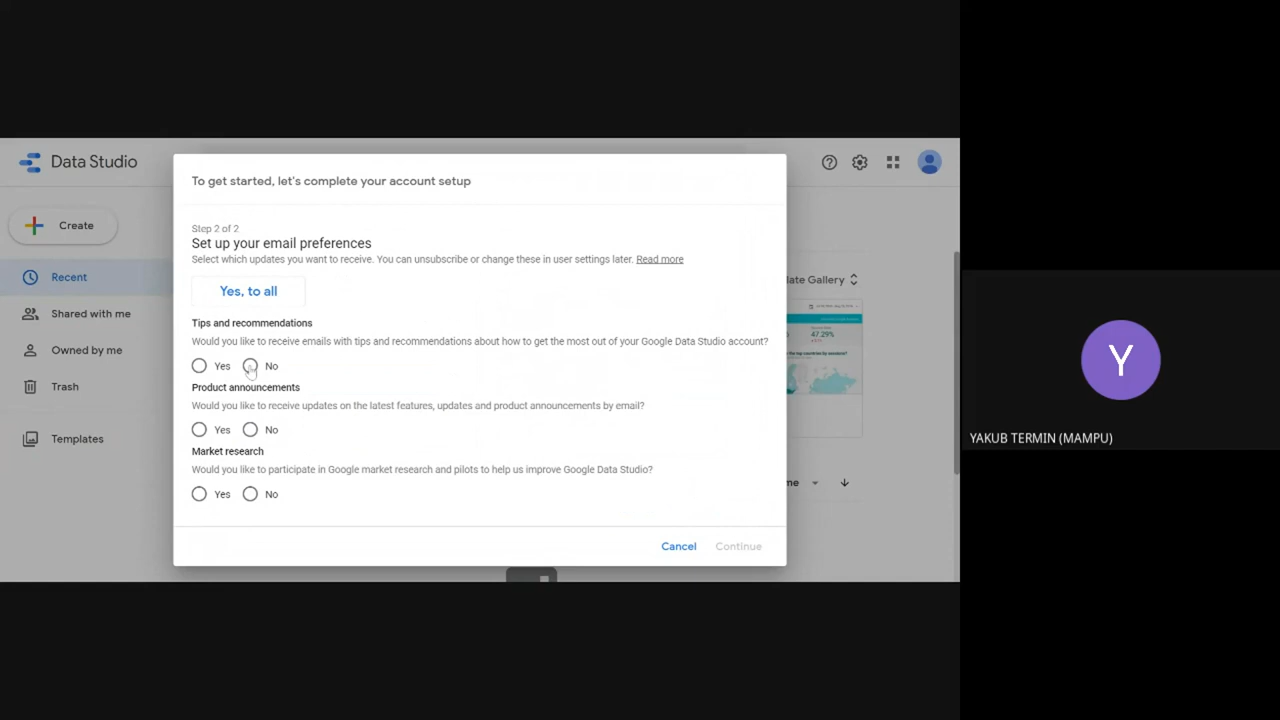 Data Studio
To get started, let's complete your account setup
Create
Step 2 of 2
Set up your email preferences
Select which updates you want to receive. You can unsubscribe or change these in user settings later. Read more
Recent
Yes, to all
Shared with me
Tips and recommendations
Would you like to receive emails with tips and recommendations about how to get the most out of your Google Data Studio account?
Owned by me
Yes No
Trash
Product announcements
Would you like to receive updates on the latest features, updates and product announcements by email?
Yes No
Templates
Market research
Would you like to participate in Google market research and pilots to help us improve Google Data Studio?
Yes No
Cancel Continue
late Gallery
47.29%
me
Y
YAKUB TERMIN (MAMPU)